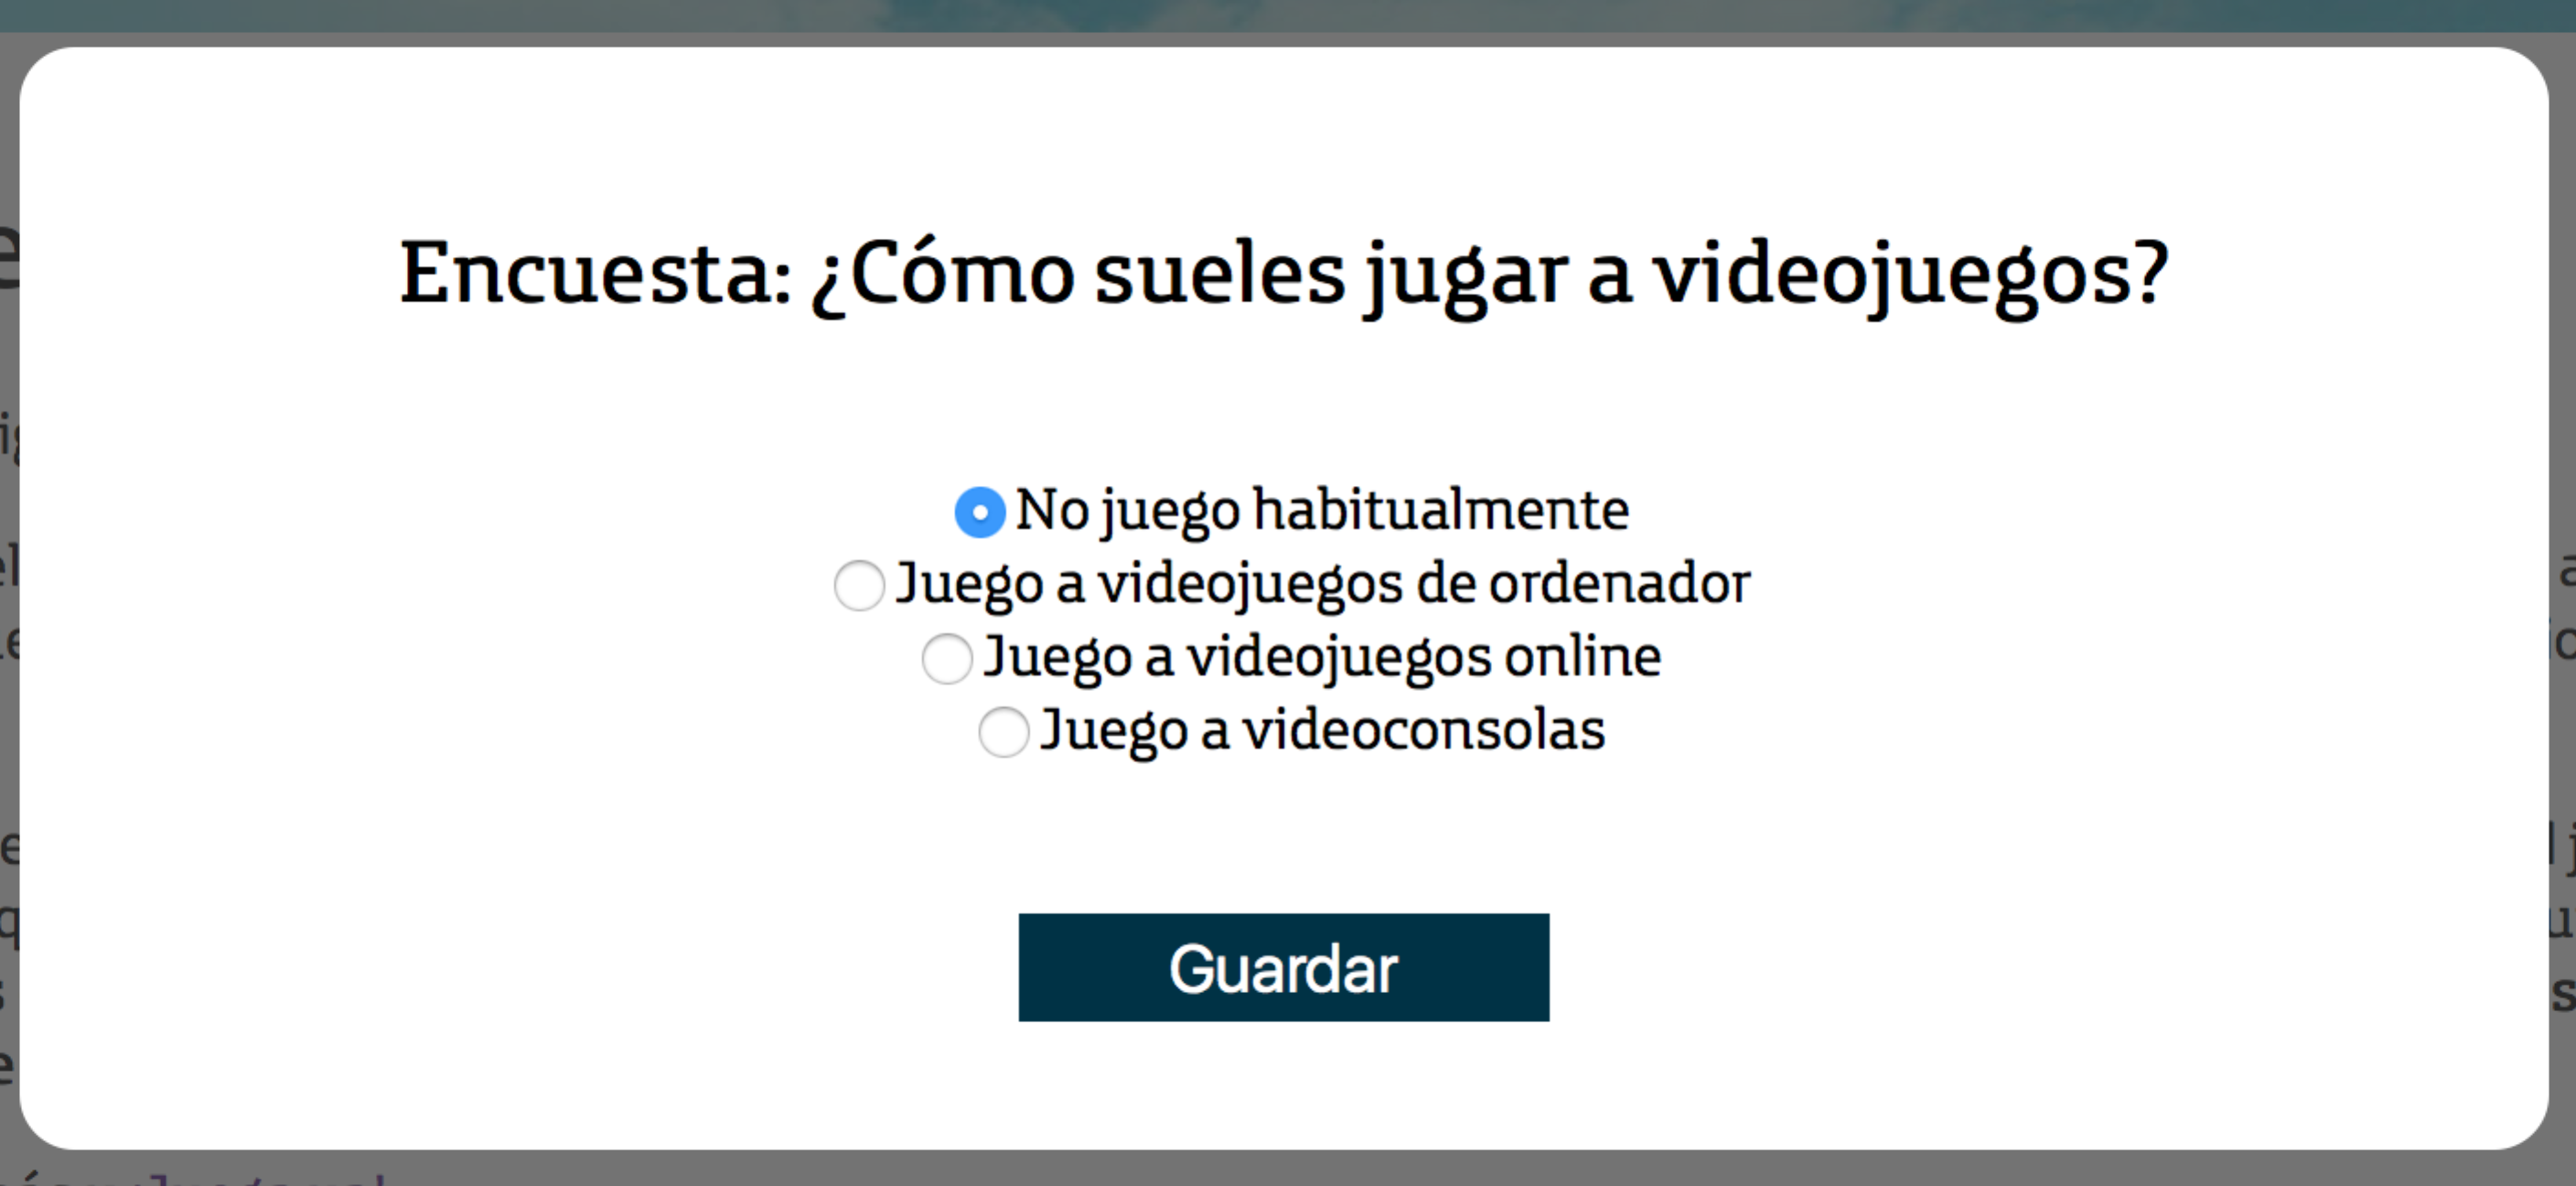 Encuesta: ¿Cómo sueles jugar a videojuegos?
No juego habitualmente
Juego a videojuegos de ordenador
Juego a videojuegos online
Juego a videoconsolas
Guardar